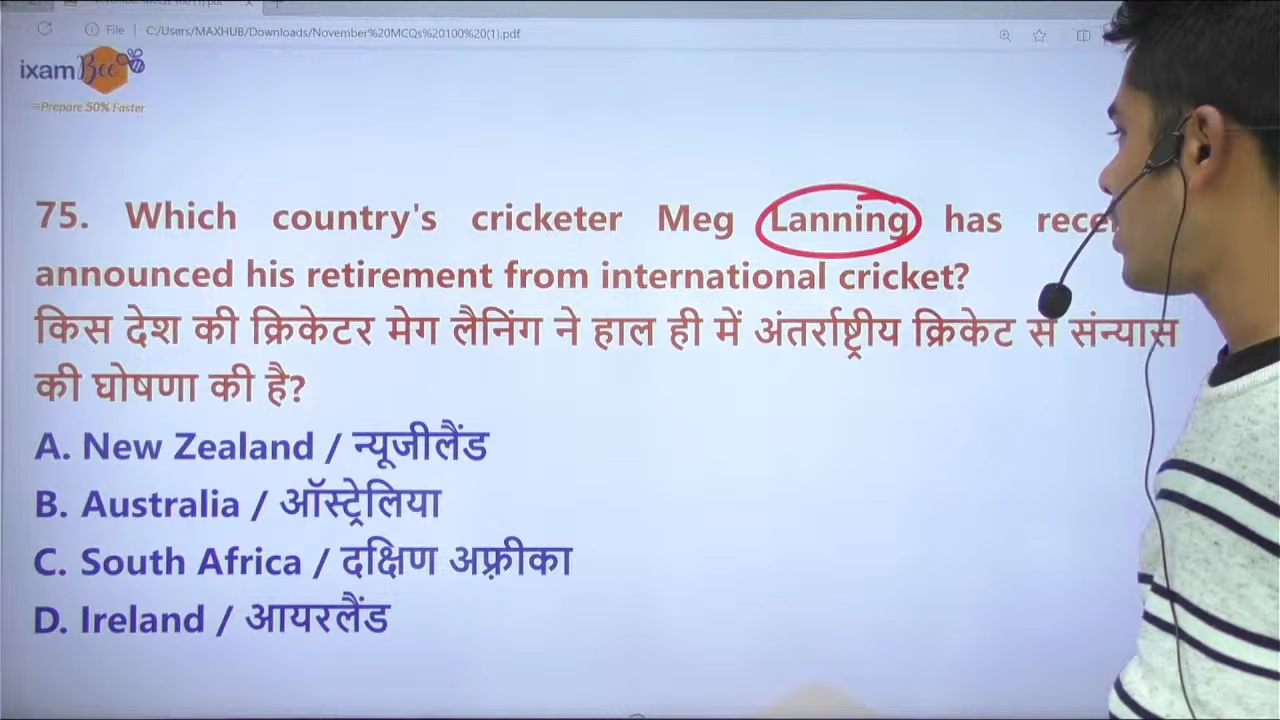 File
C:/Users/MAXHUB/Downloads/November%20MCQs%20100%20(1).pdf
ixamBee
Prepare 50% Faster
75. Which country's cricketer Meg Lanning has
announced his retirement from international cricket?
किस देश की क्रिकेटर मेग लैनिंग ने हाल ही में अंतर्राष्ट्रीय क्रिकेट से संन्यास
की घोषणा की है?
A. New Zealand / न्यूजीलैंड
B. Australia / ऑस्ट्रेलिया
C. South Africa / दक्षिण अफ़्रीका
D. Ireland / आयरलैंड